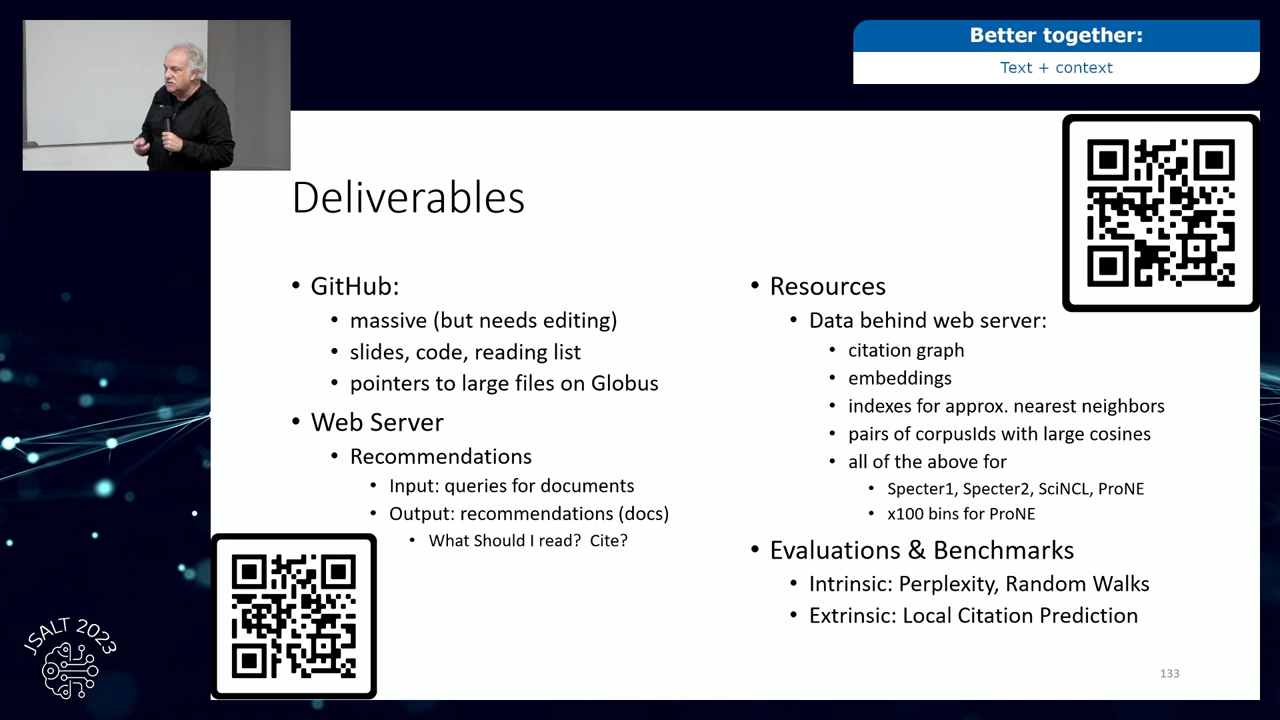 Better together:
Text + context
Deliverables
• GitHub:
• massive (but needs editing)
• slides, code, reading list
• pointers to large files on Globus
• Web Server
• Recommendations
• Input: queries for documents
• Output: recommendations (docs)
• What Should I read?  Cite?
• Resources
• Data behind web server:
• citation graph
• embeddings
• indexes for approx. nearest neighbors
• pairs of corpusIds with large cosines
• all of the above for
• Specter1, Specter2, SciNCL, ProNE
• x100 bins for ProNE
• Evaluations & Benchmarks
• Intrinsic: Perplexity, Random Walks
• Extrinsic: Local Citation Prediction
133
JSALT 2023